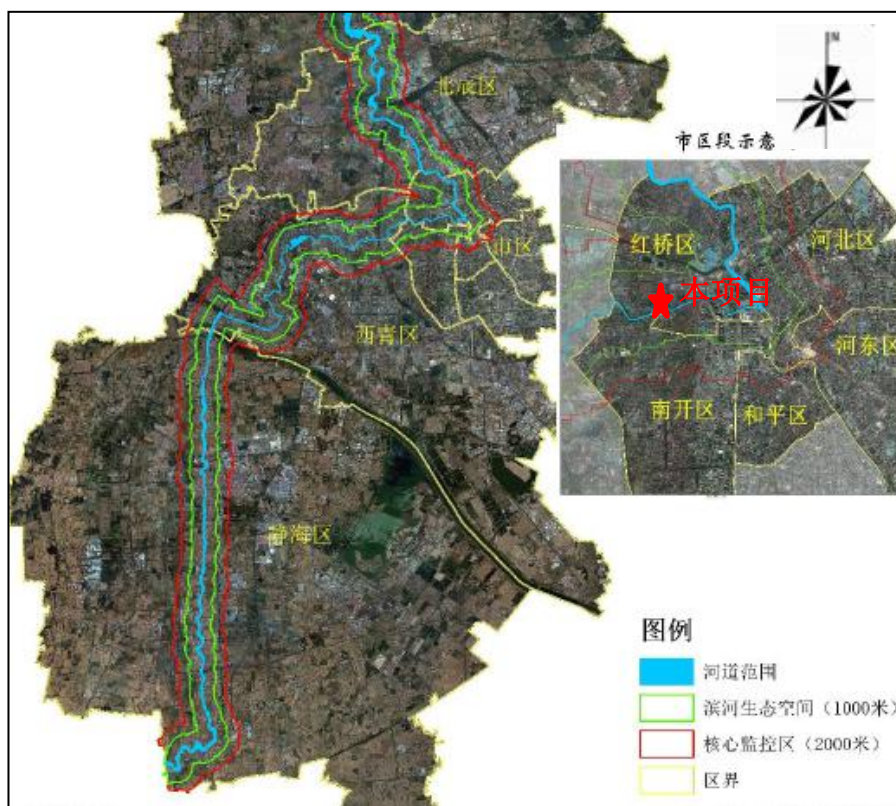 N
北辰区
市区段示意
市区
红桥区
河北区
本项目
西青区
河东区
南开区
和平区
静海区
图例
河道范围
滨河生态空间（1000米）
核心监控区（2000米）
区界